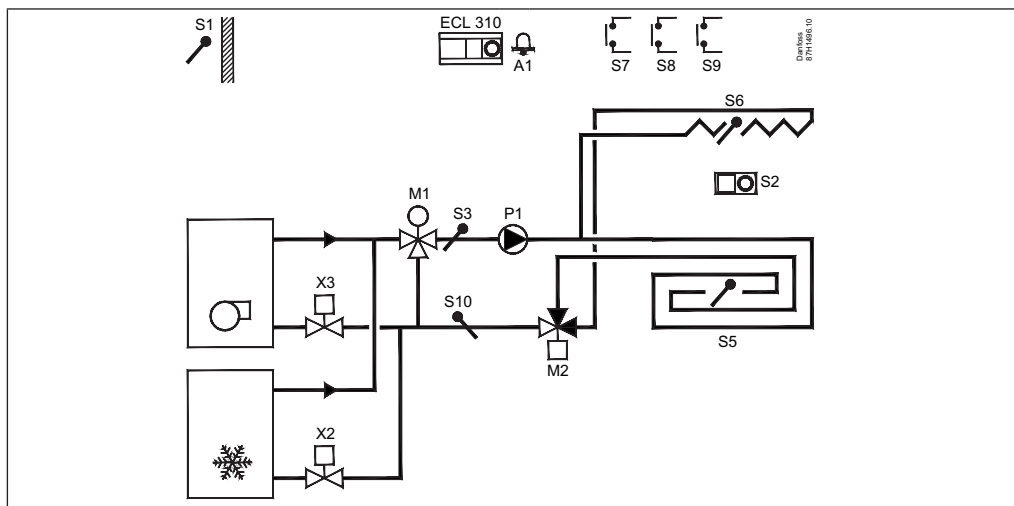 S1
ECL 310
A1
S7
S8
S9
Danfoss
87H1496.10
S6
S2
M1
S3
P1
X3
S10
M2
S5
X2